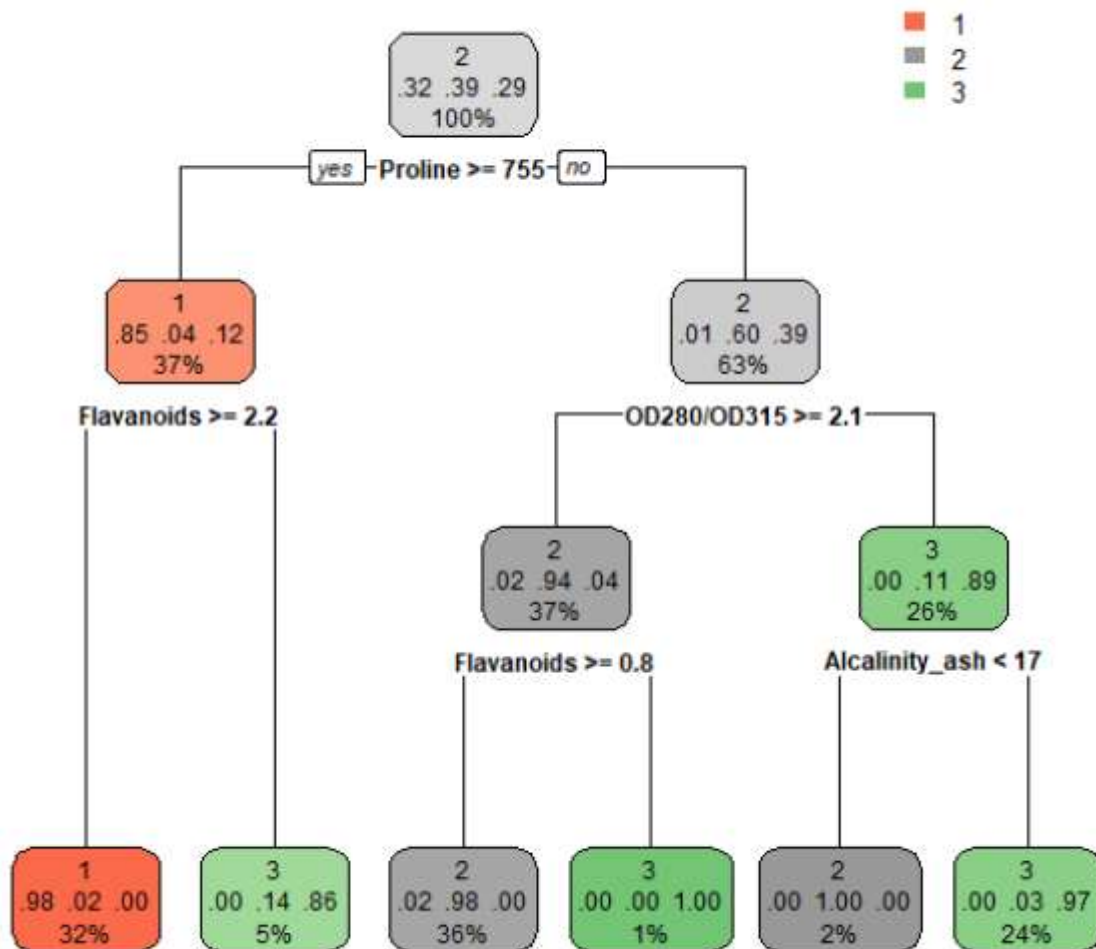 1
2
3
2
.32 .39 .29
100%
yes Proline >= 755 no
1
.85 .04 .12
37%
2
.01 .60 .39
63%
Flavanoids >= 2.2
OD280/OD315 >= 2.1
2
.02 .94 .04
37%
3
.00 .11 .89
26%
Flavanoids >= 0.8
Alcalinity_ash < 17
1
.98 .02 .00
32%
3
.00 .14 .86
5%
2
.02 .98 .00
36%
3
.00 .00 1.00
1%
2
.00 1.00 .00
2%
3
.00 .03 .97
24%